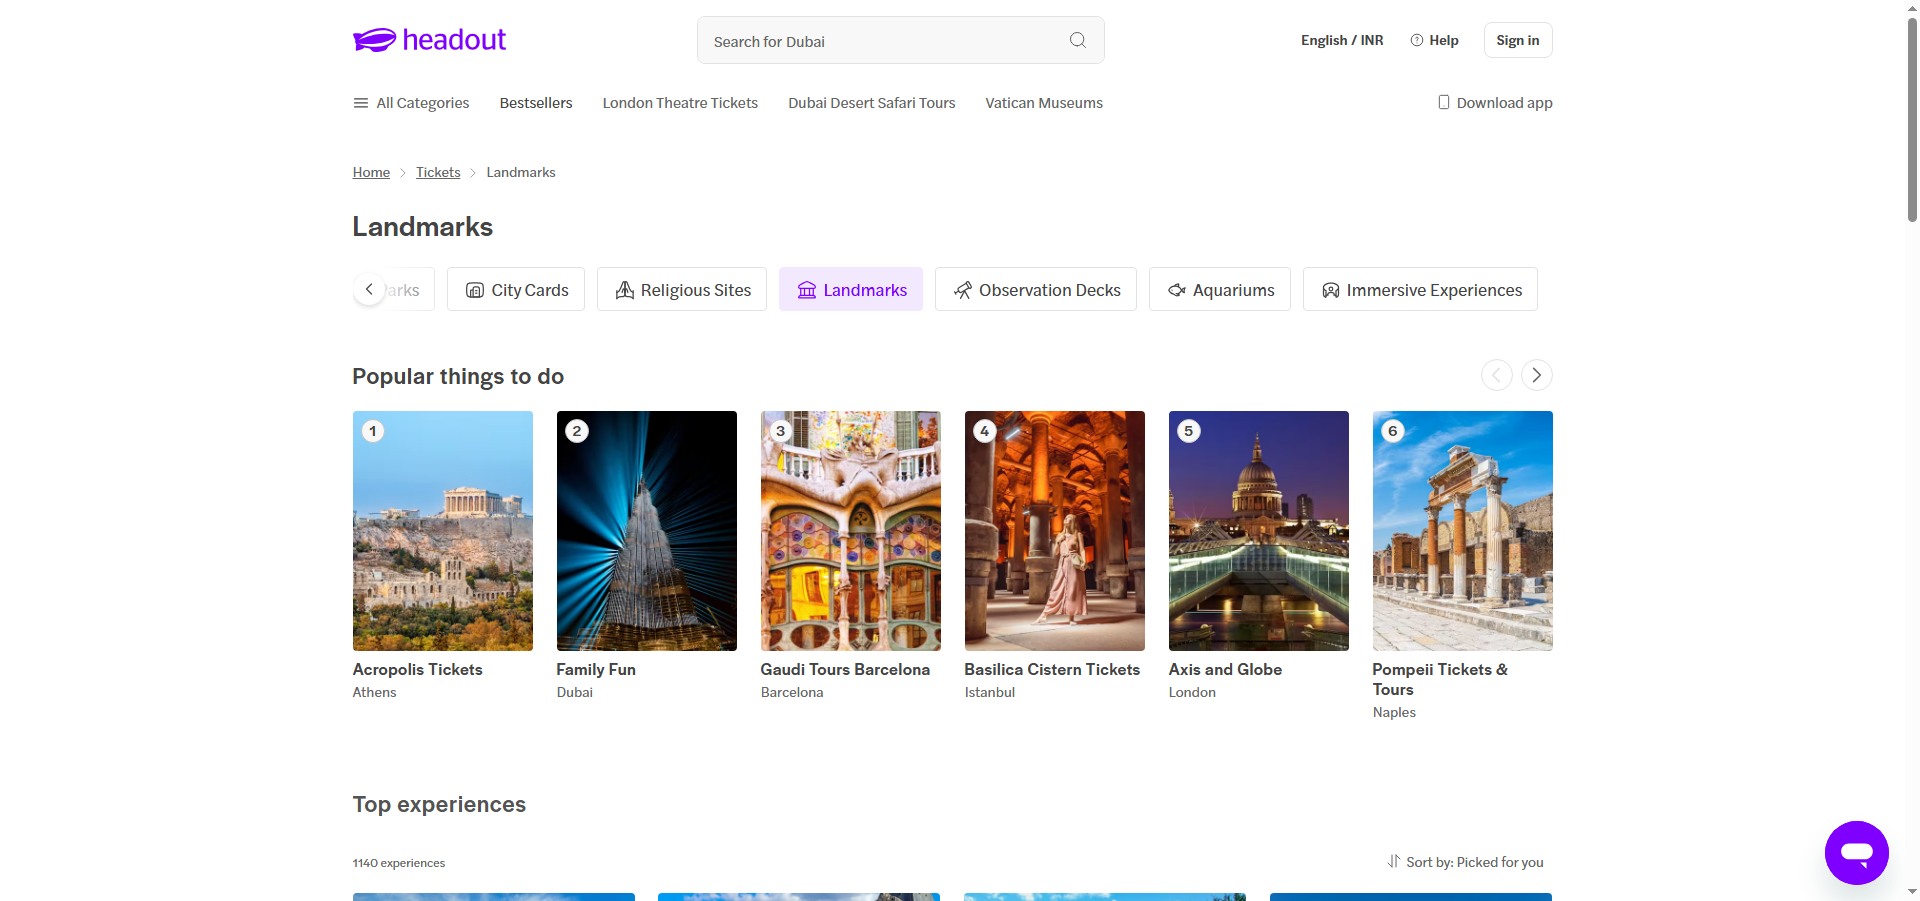 headout
Search for Dubai
English / INR
Help
Sign in
All Categories
Bestsellers
London Theatre Tickets
Dubai Desert Safari Tours
Vatican Museums
Download app
Home
Tickets
Landmarks
Landmarks
City Cards
Religious Sites
Landmarks
Observation Decks
Aquariums
Immersive Experiences
Popular things to do
1
2
3
4
5
6
Acropolis Tickets
Athens
Family Fun
Dubai
Gaudi Tours Barcelona
Barcelona
Basilica Cistern Tickets
Istanbul
Axis and Globe
London
Pompeii Tickets &
Tours
Naples
Top experiences
1140 experiences
Sort by: Picked for you